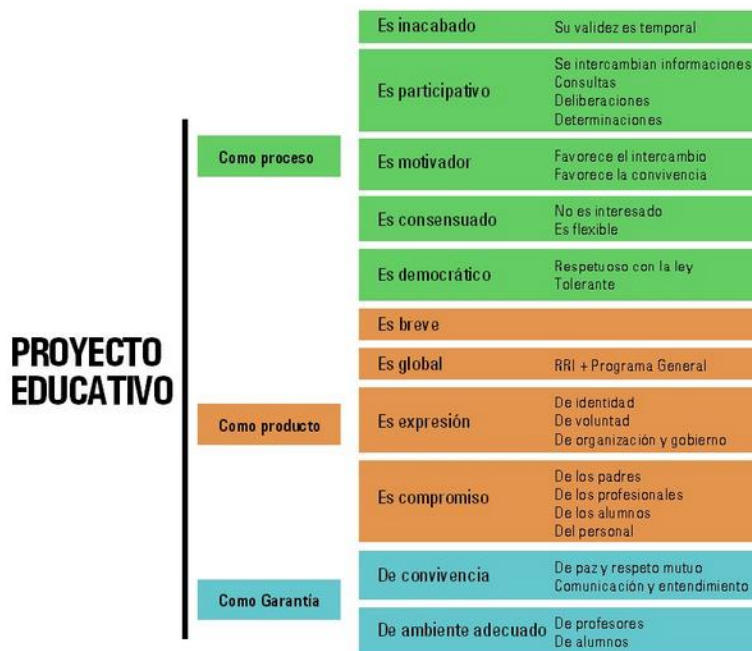 PROYECTO
EDUCATIVO
Como proceso
Es inacabado
Su validez es temporal
Es participativo
Se intercambian informaciones
Consultas
Deliberaciones
Determinaciones
Es motivador
Favorece el intercambio
Favorece la convivencia
Es consensuado
No es interesado
Es flexible
Es democrático
Respetuoso con la ley
Tolerante
Como producto
Es breve
Es global
RRI + Programa General
Es expresión
De identidad
De voluntad
De organización y gobierno
Es compromiso
De los padres
De los profesionales
De los alumnos
Del personal
Como Garantía
De convivencia
De paz y respeto mutuo
Comunicación y entendimiento
De ambiente adecuado
De profesores
De alumnos